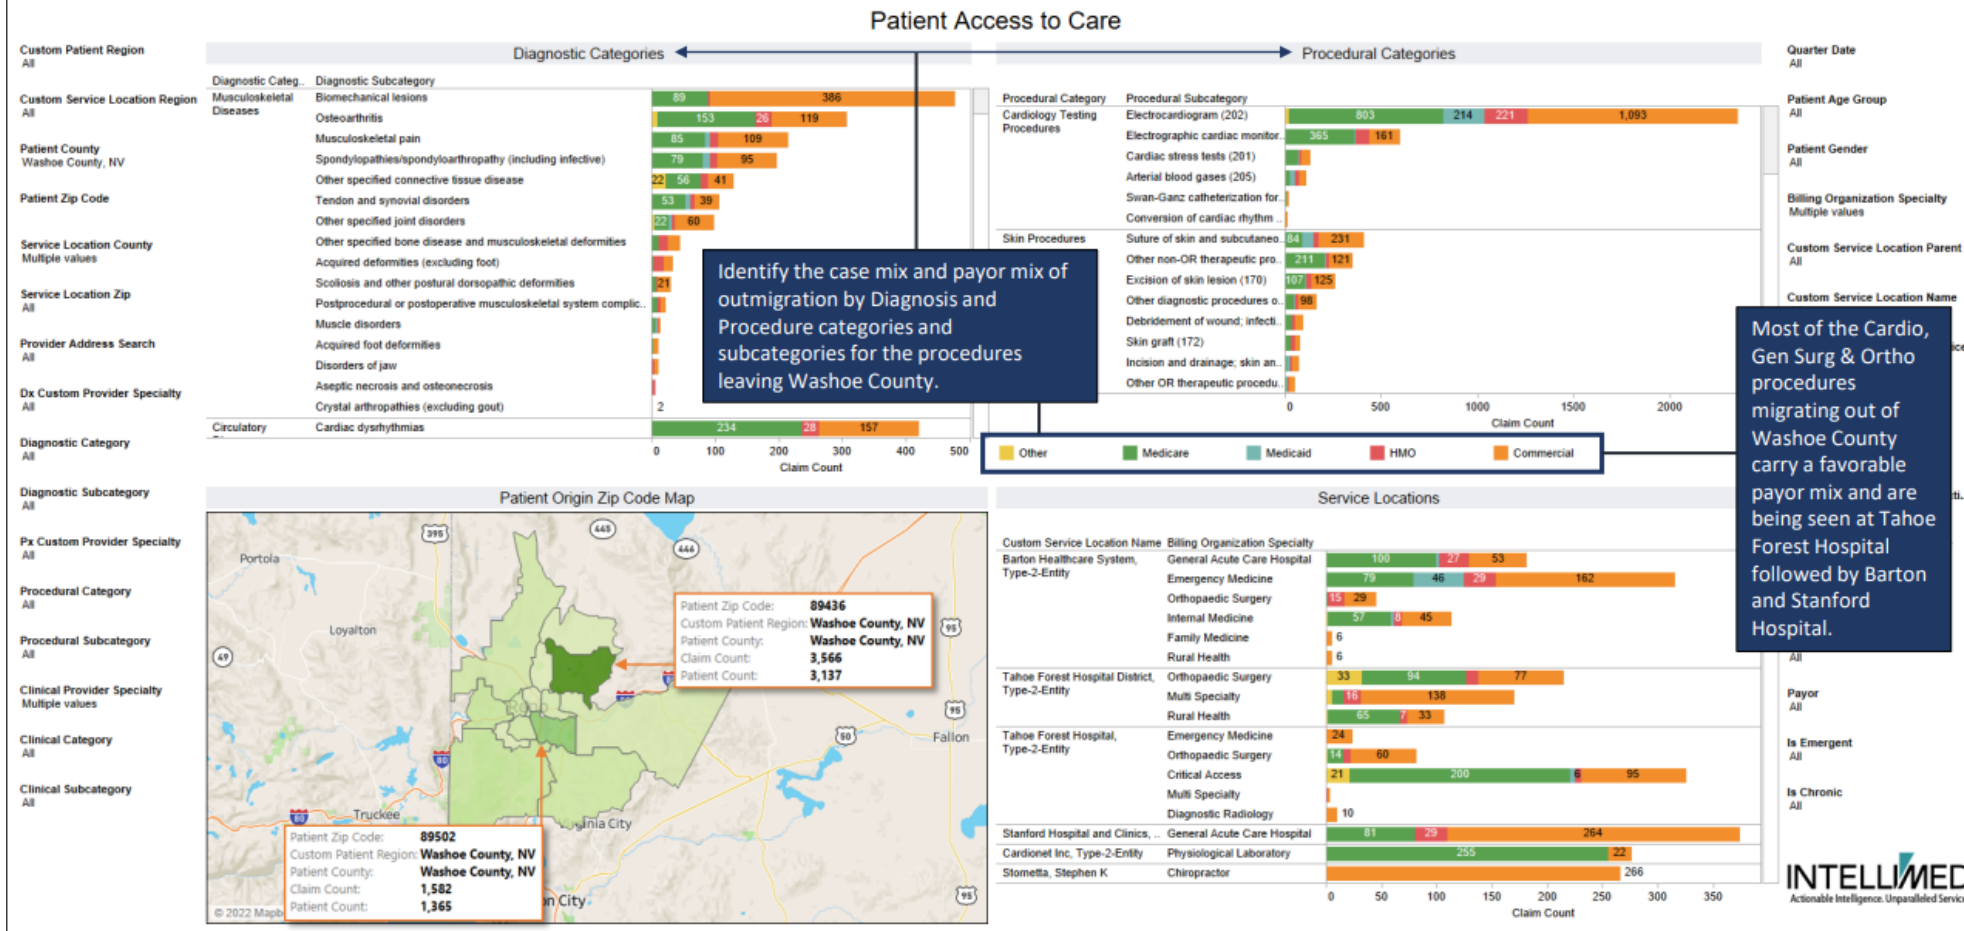 Patient Access to Care
Custom Patient Region
All
Custom Service Location Region
All
Patient County
Washoe County, NV
Patient Zip Code
Service Location County
Multiple values
Service Location Zip
All
Provider Address Search
All
Dx Custom Provider Specialty
All
Diagnostic Category
All
Diagnostic Subcategory
All
Px Custom Provider Specialty
All
Procedural Category
All
Procedural Subcategory
All
Clinical Provider Specialty
Multiple values
Clinical Category
All
Clinical Subcategory
All
Diagnostic Categories
Diagnostic Categ.. Diagnostic Subcategory
Musculoskeletal Diseases
Biomechanical lesions 89 386
Osteoarthritis 153 26 119
Musculoskeletal pain 85 109
Spondylopathies/spondyloarthropathy (including infective) 79 95
Other specified connective tissue disease 22 56 41
Tendon and synovial disorders 53 39
Other specified joint disorders 22 60
Other specified bone disease and musculoskeletal deformities
Acquired deformities (excluding foot)
Scoliosis and other postural dorsopathic deformities 21
Postprocedural or postoperative musculoskeletal system complic..
Muscle disorders
Acquired foot deformities
Disorders of jaw
Aseptic necrosis and osteonecrosis
Crystal arthropathies (excluding gout) 2
Circulatory
Cardiac dysrhythmias 234 28 157
0 100 200 300 400 500
Claim Count
Identify the case mix and payor mix of
outmigration by Diagnosis and
Procedure categories and
subcategories for the procedures
leaving Washoe County.
Procedural Categories
Procedural Category Procedural Subcategory
Cardiology Testing
Procedures
Electrocardiogram (202) 803 214 221 1,093
Electrographic cardiac monitor.. 365 161
Cardiac stress tests (201)
Arterial blood gases (205)
Swan-Ganz catheterization for..
Conversion of cardiac rhythm ..
Skin Procedures
Suture of skin and subcutaneo.. 84 231
Other non-OR therapeutic pro.. 211 121
Excision of skin lesion (170) 107 125
Other diagnostic procedures o.. 98
Debridement of wound; infecti..
Skin graft (172)
Incision and drainage; skin an..
Other OR therapeutic procedu..
0 500 1000 1500 2000
Claim Count
Other Medicare Medicaid HMO Commercial
Quarter Date
All
Patient Age Group
All
Patient Gender
All
Billing Organization Specialty
Multiple values
Custom Service Location Parent
All
Custom Service Location Name
Most of the Cardio,
Gen Surg & Ortho
procedures
migrating out of
Washoe County
carry a favorable
payor mix and are
being seen at Tahoe
Forest Hospital
followed by Barton
and Stanford
Hospital.
All
Payor
All
Is Emergent
All
Is Chronic
All
Patient Origin Zip Code Map
395
445
446
Portola
Loyalton
49
Reno
80
95
95
50
Fallon
80
80
Truckee
Virginia City
on City
95
Patient Zip Code: 89436
Custom Patient Region: Washoe County, NV
Patient County: Washoe County, NV
Claim Count: 3,566
Patient Count: 3,137
Patient Zip Code: 89502
Custom Patient Region: Washoe County, NV
Patient County: Washoe County, NV
Claim Count: 1,582
Patient Count: 1,365
© 2022 Mapb
Service Locations
Custom Service Location Name Billing Organization Specialty
Barton Healthcare System,
Type-2-Entity
General Acute Care Hospital 100 27 53
Emergency Medicine 79 46 29 162
Orthopaedic Surgery 15 29
Internal Medicine 57 8 45
Family Medicine 6
Rural Health 6
Tahoe Forest Hospital District,
Type-2-Entity
Orthopaedic Surgery 33 94 77
Multi Specialty 16 138
Rural Health 65 7 33
Tahoe Forest Hospital,
Type-2-Entity
Emergency Medicine 24
Orthopaedic Surgery 14 60
Critical Access 21 200 6 95
Multi Specialty
Diagnostic Radiology 10
Stanford Hospital and Clinics, .. General Acute Care Hospital 81 29 264
Cardionet Inc, Type-2-Entity Physiological Laboratory 255 22
Stometta, Stephen K Chiropractor 266
0 50 100 150 200 250 300 350
Claim Count
INTELLIMED
Actionable Intelligence. Unparalleled Service